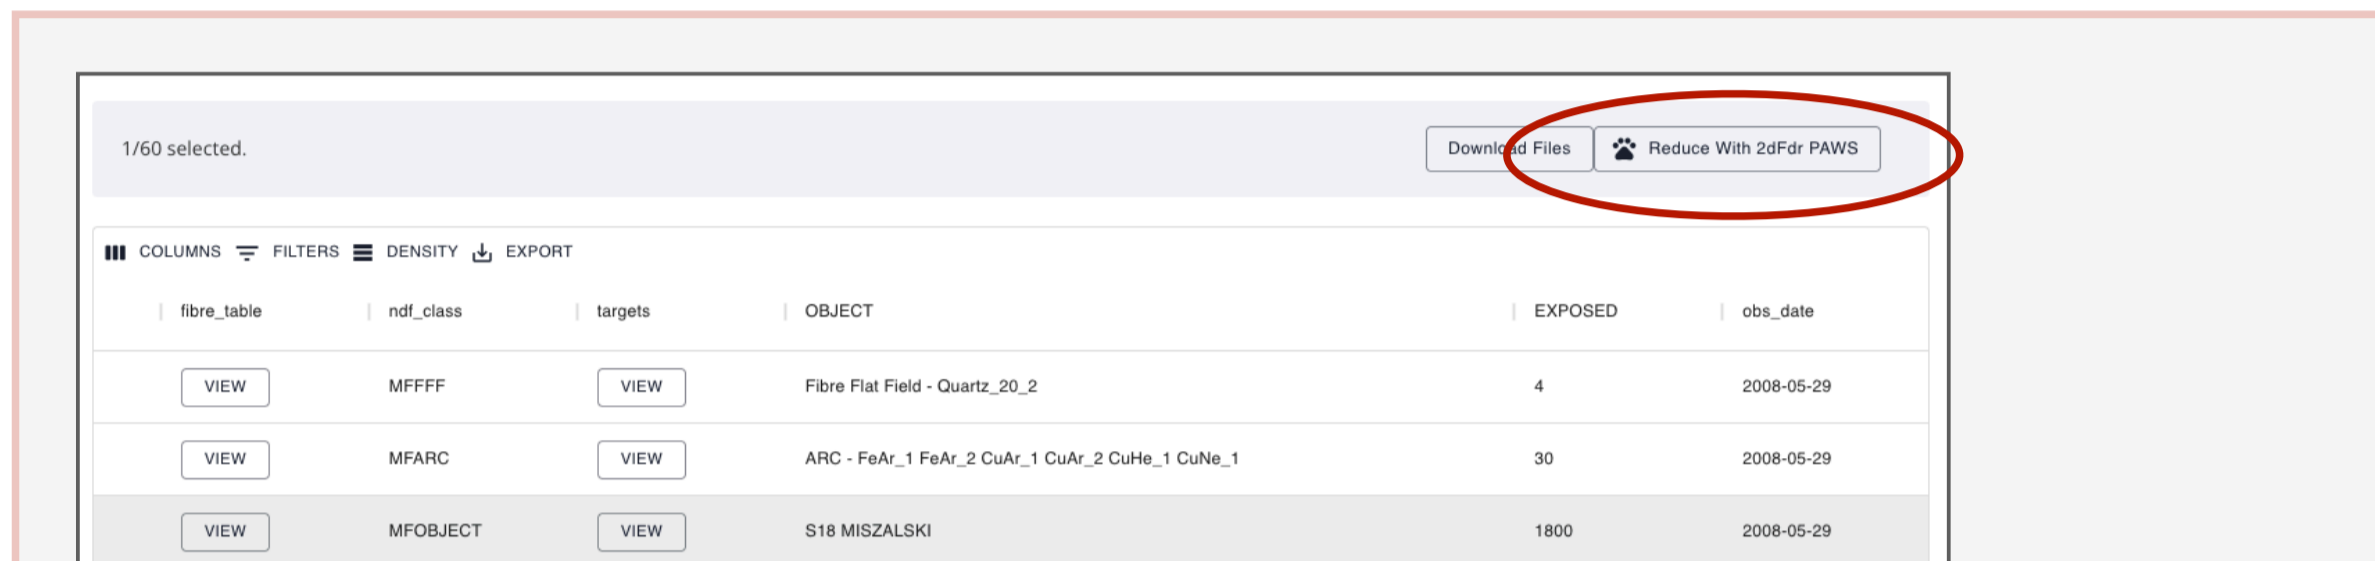 1/60 selected. Download Files Reduce With 2dFdr PAWS
COLUMNS FILTERS DENSITY EXPORT
fibre_table ndf_class targets OBJECT EXPOSED obs_date
VIEW MFFFF VIEW Fibre Flat Field - Quartz_20_2 4 2008-05-29
VIEW MFARC VIEW ARC - FeAr_1 FeAr_2 CuAr_1 CuAr_2 CuHe_1 CuNe_1 30 2008-05-29
VIEW MFOBJECT VIEW S18 MISZALSKI 1800 2008-05-29